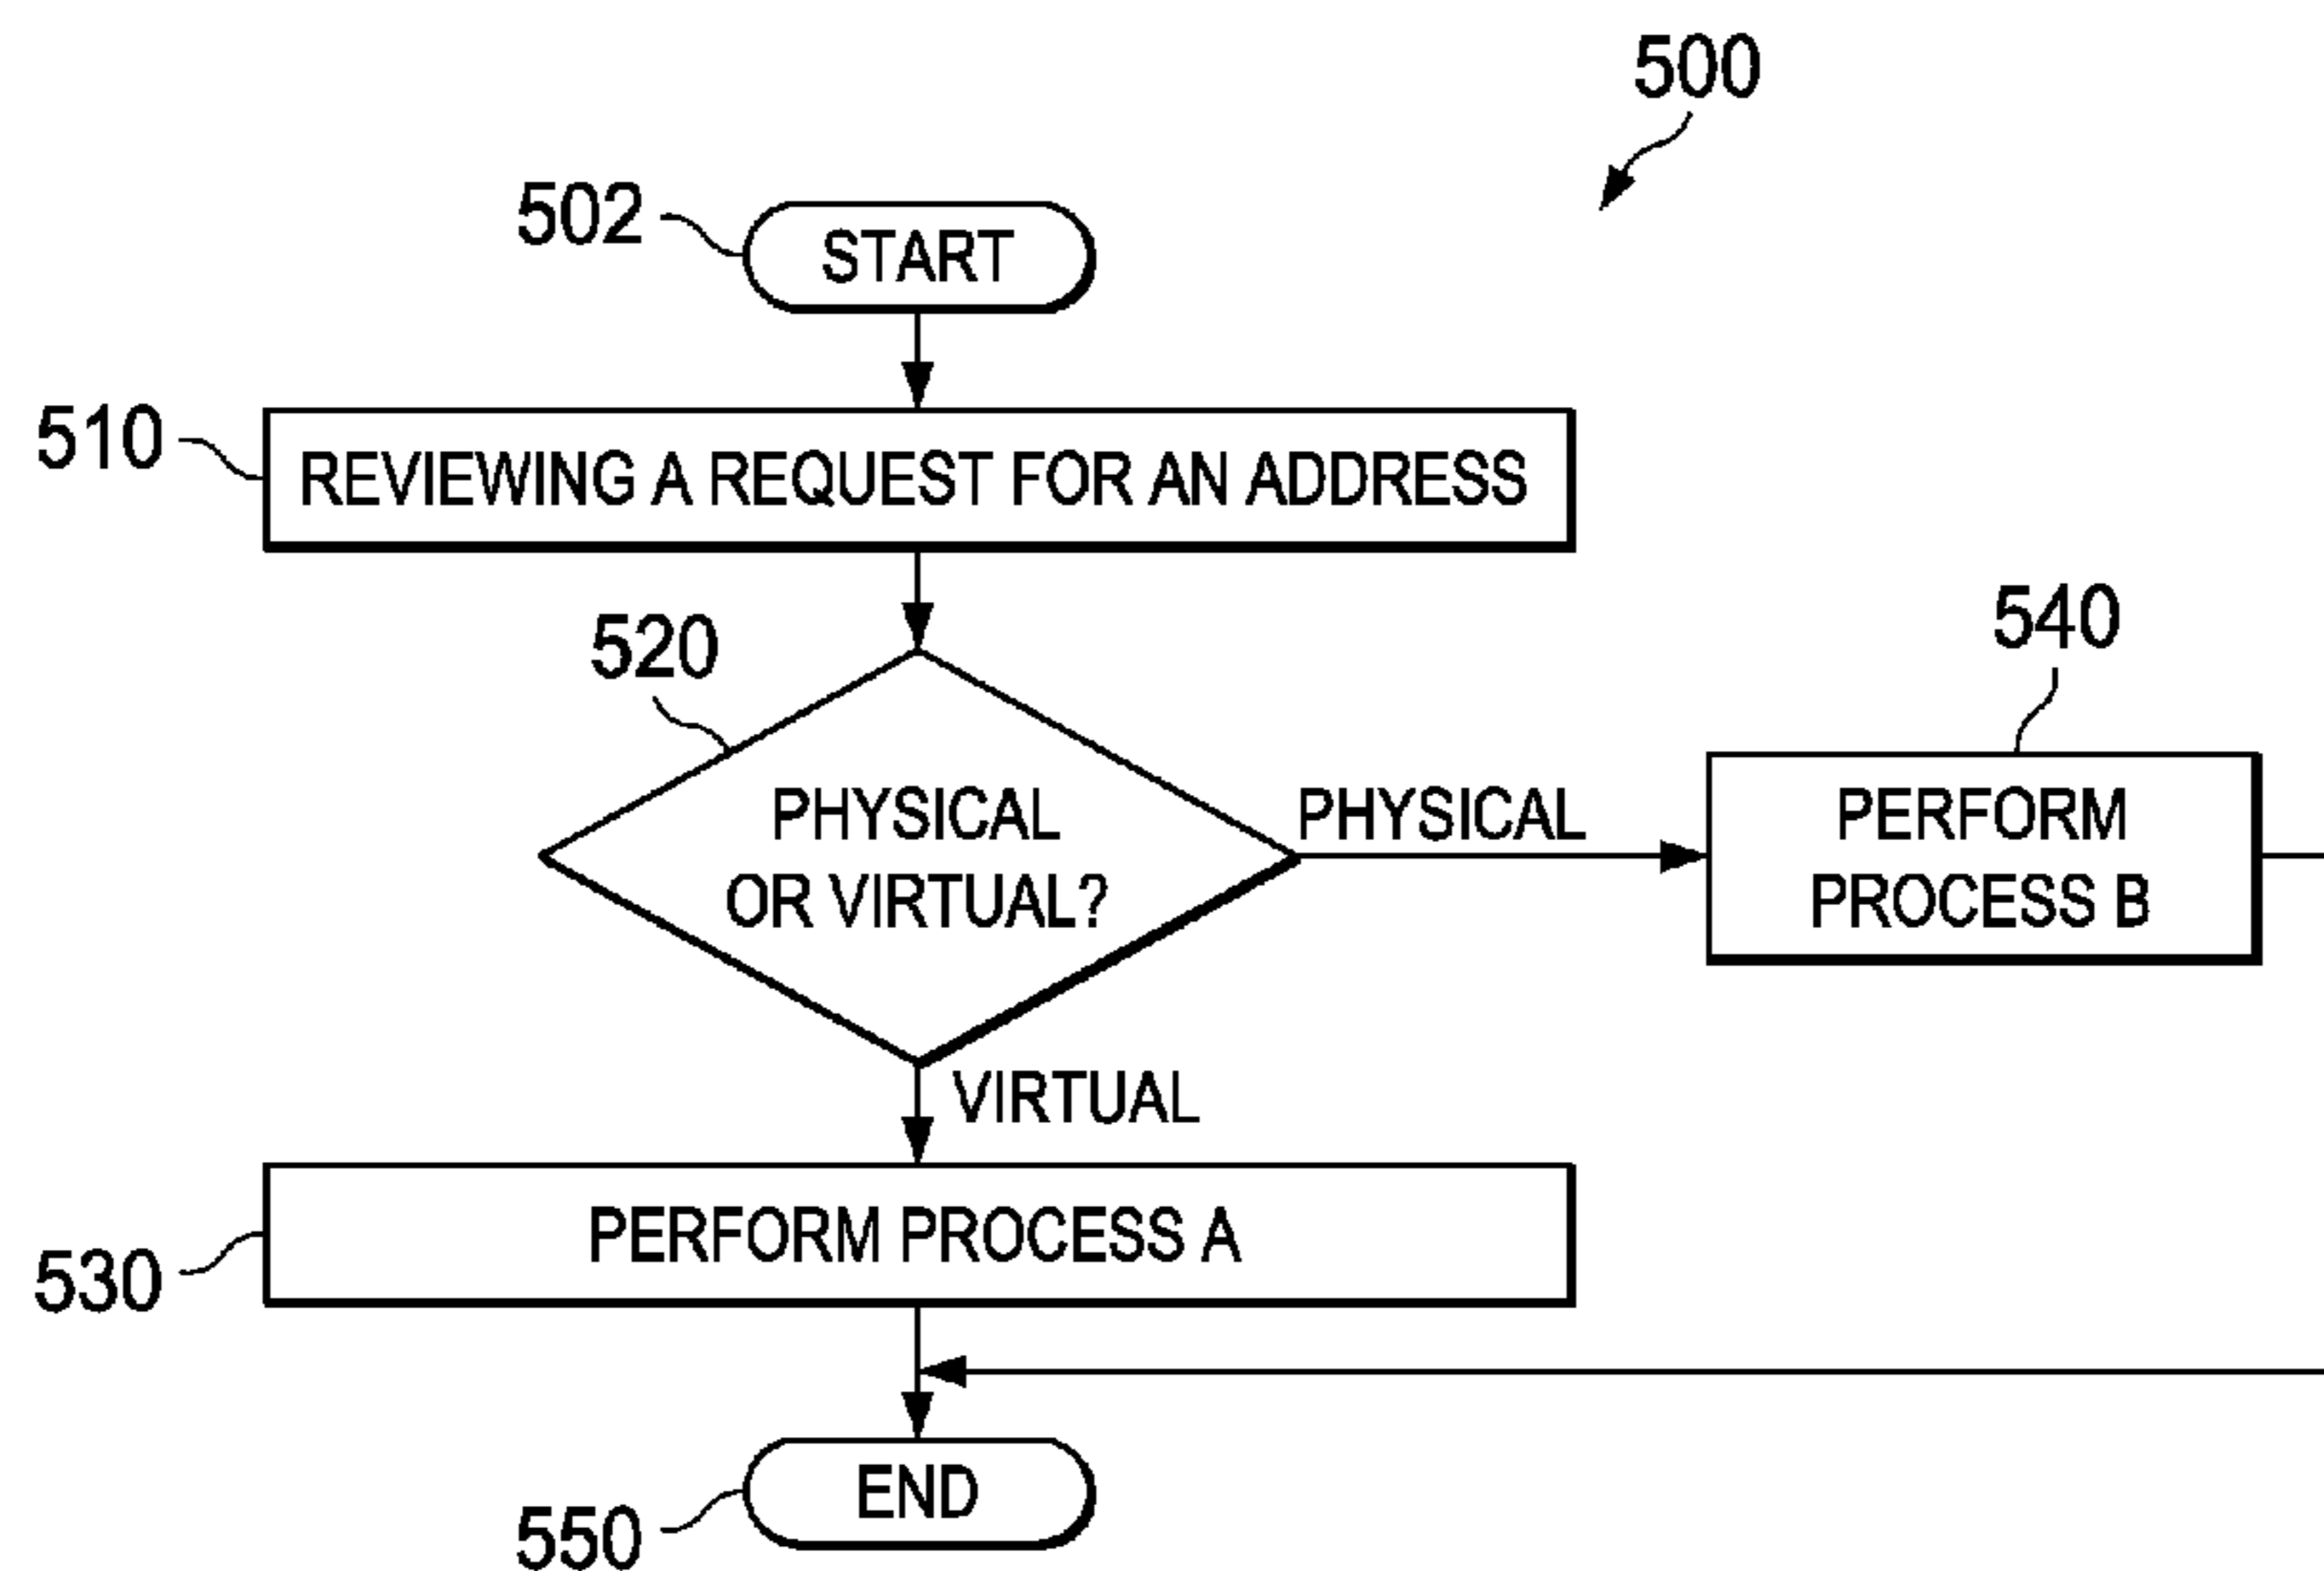 500
502
START
510
REVIEWING A REQUEST FOR AN ADDRESS
520
PHYSICAL
OR VIRTUAL?
PHYSICAL
540
PERFORM
PROCESS B
VIRTUAL
530
PERFORM PROCESS A
550
END